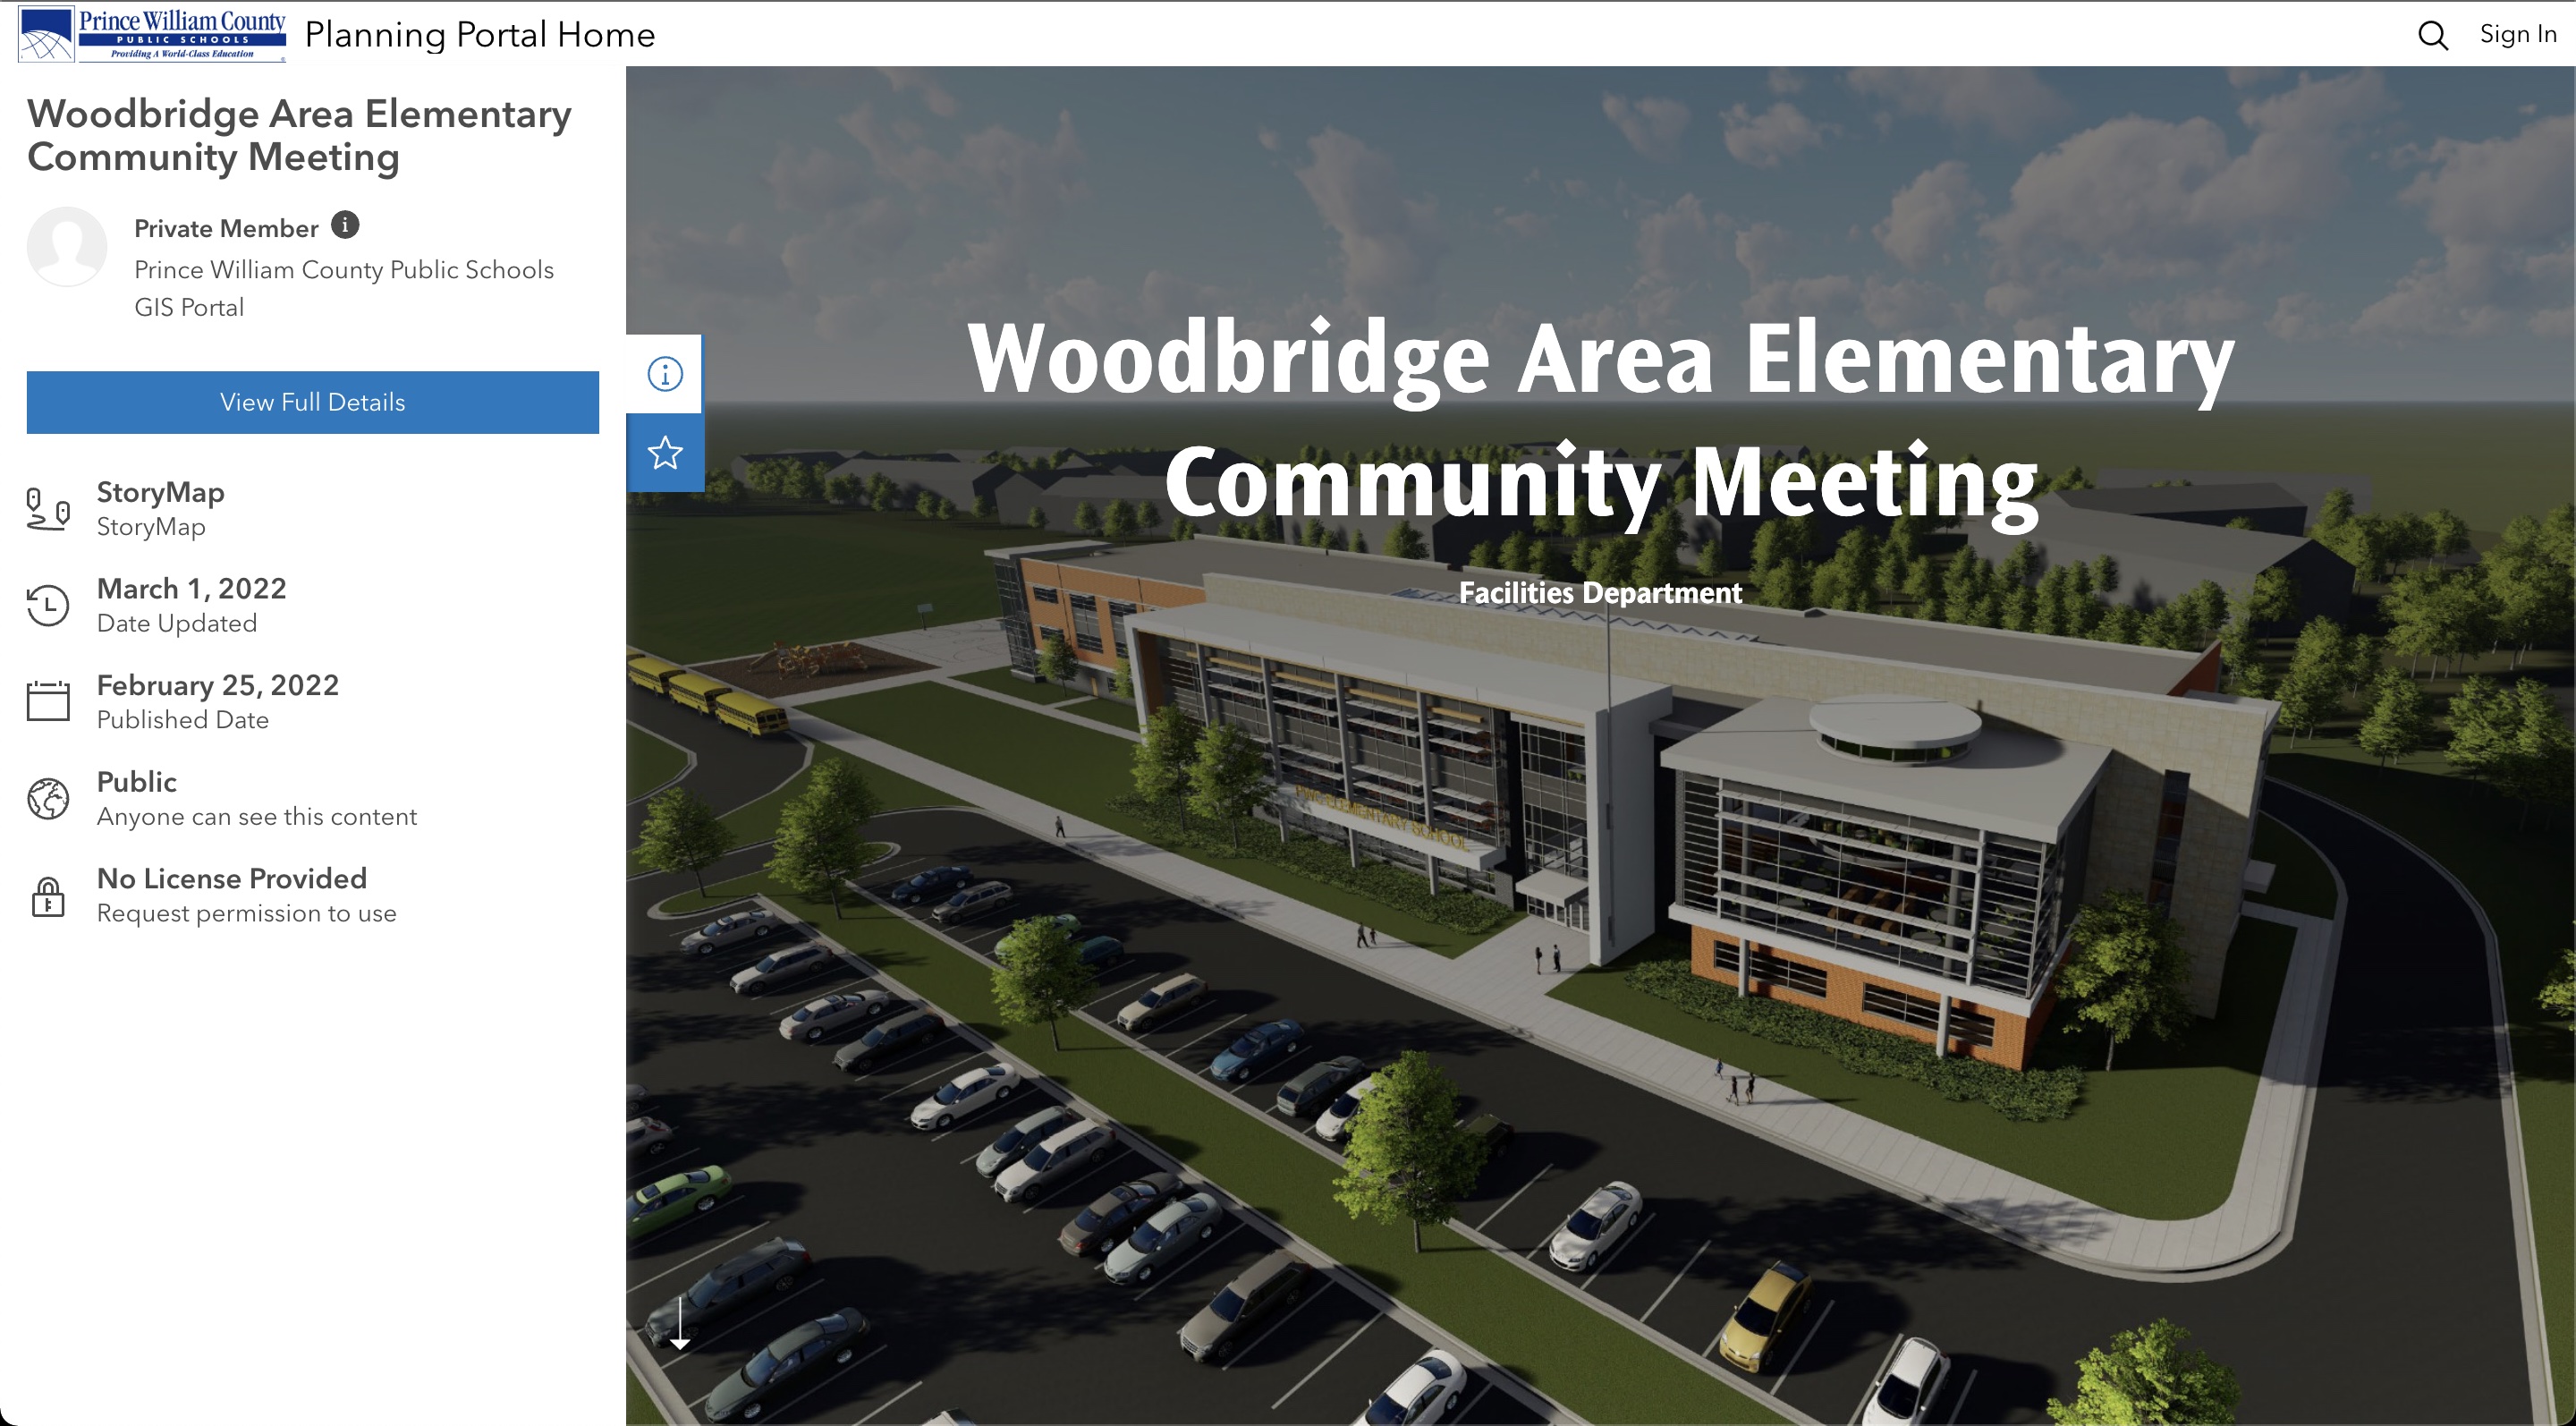 Prince William County
PUBLIC SCHOOLS
Providing A World-Class Education
Planning Portal Home
Sign In
Woodbridge Area Elementary
Community Meeting
Private Member
Prince William County Public Schools
GIS Portal
View Full Details
StoryMap
StoryMap
March 1, 2022
Date Updated
February 25, 2022
Published Date
Public
Anyone can see this content
No License Provided
Request permission to use
Woodbridge Area Elementary
Community Meeting
Facilities Department
PWC ELEMENTARY SCHOOL